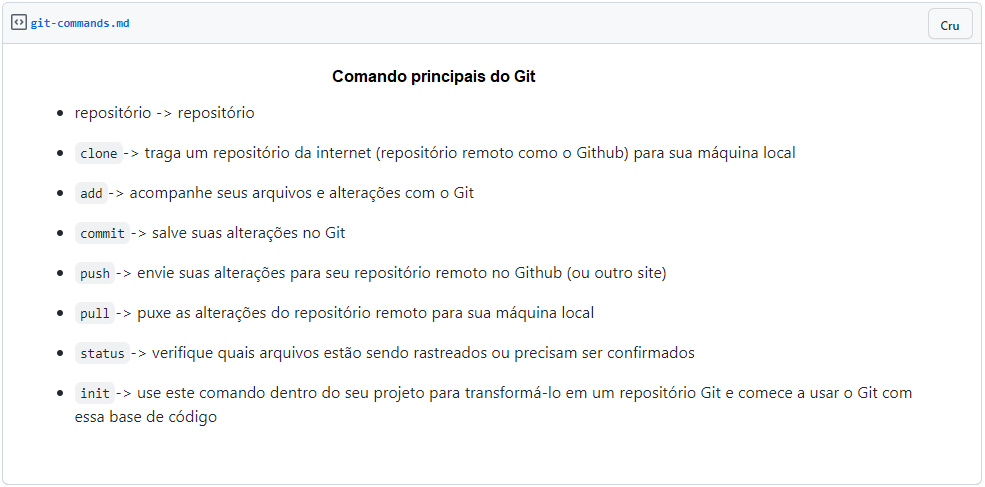 git-commands.md
Cru
Comando principais do Git
repositório -> repositório
clone -> traga um repositório da internet (repositório remoto como o Github) para sua máquina local
add -> acompanhe seus arquivos e alterações com o Git
commit -> salve suas alterações no Git
push -> envie suas alterações para seu repositório remoto no Github (ou outro site)
pull -> puxe as alterações do repositório remoto para sua máquina local
status -> verifique quais arquivos estão sendo rastreados ou precisam ser confirmados
init -> use este comando dentro do seu projeto para transformá-lo em um repositório Git e comece a usar o Git com
essa base de código